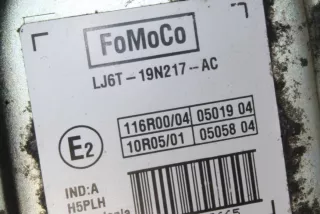 FoMoCo
LJ6T-19N217-AC
E2
116R00/04 05019 04
10R05/01 05058 04
IND:A
H5PLH